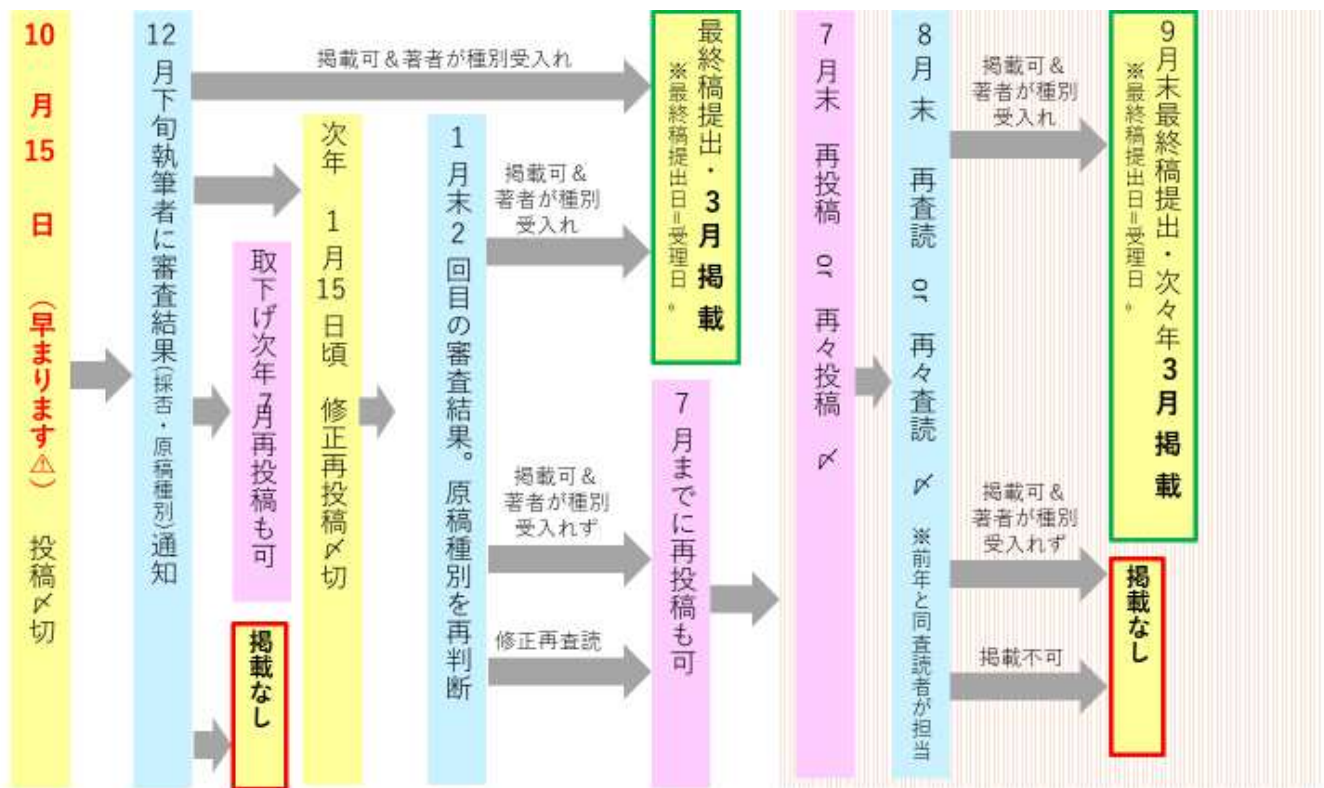 10月15日（早まります⚠）投稿〆切
12月下旬執筆者に審査結果(採否・原稿種別)通知
掲載可＆著者が種別受入れ
取下げ次年7月再投稿も可
掲載なし
次年 1月15日頃 修正再投稿〆切
1月末2回目の審査結果。原稿種別を再判断
掲載可＆
著者が種別
受入れ
掲載可＆
著者が種別
受入れず
修正再査読
最終稿提出・3月掲載
※最終稿提出日＝受理日。
7月までに再投稿も可
7月末 再投稿 or 再々投稿 〆
8月末 再査読 or 再々査読 〆 ※前年と同査読者が担当
掲載可＆
著者が種別
受入れ
掲載可＆
著者が種別
受入れず
掲載不可
9月末最終稿提出・次々年3月掲載
※最終稿提出日＝受理日。
掲載なし